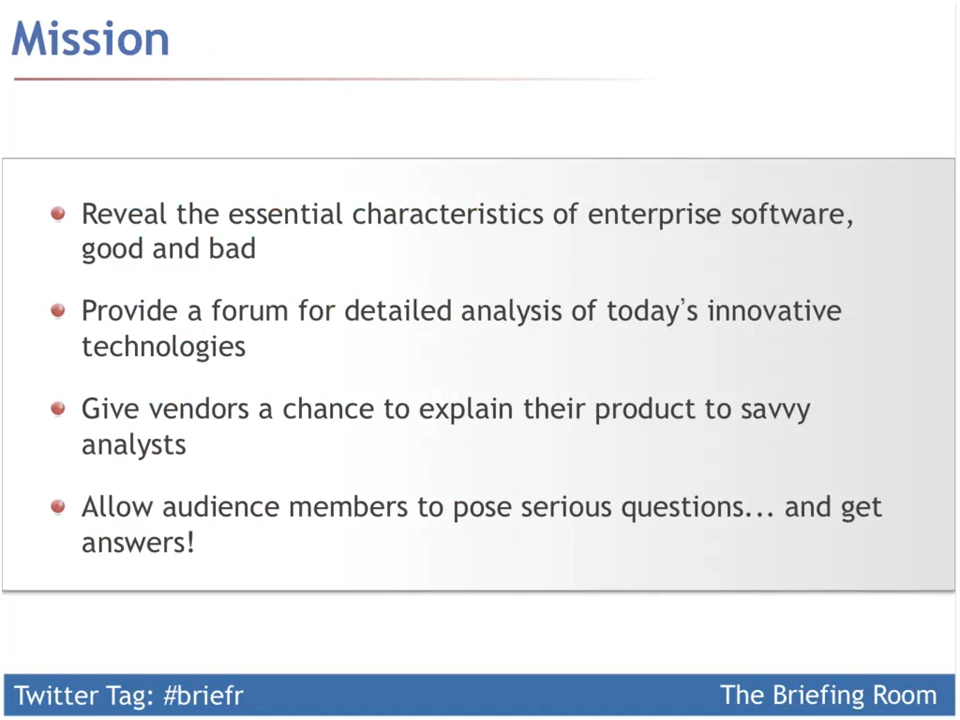 Mission
Reveal the essential characteristics of enterprise software,
good and bad
Provide a forum for detailed analysis of today’s innovative
technologies
Give vendors a chance to explain their product to savvy
analysts
Allow audience members to pose serious questions... and get
answers!
Twitter Tag: #briefr
The Briefing Room